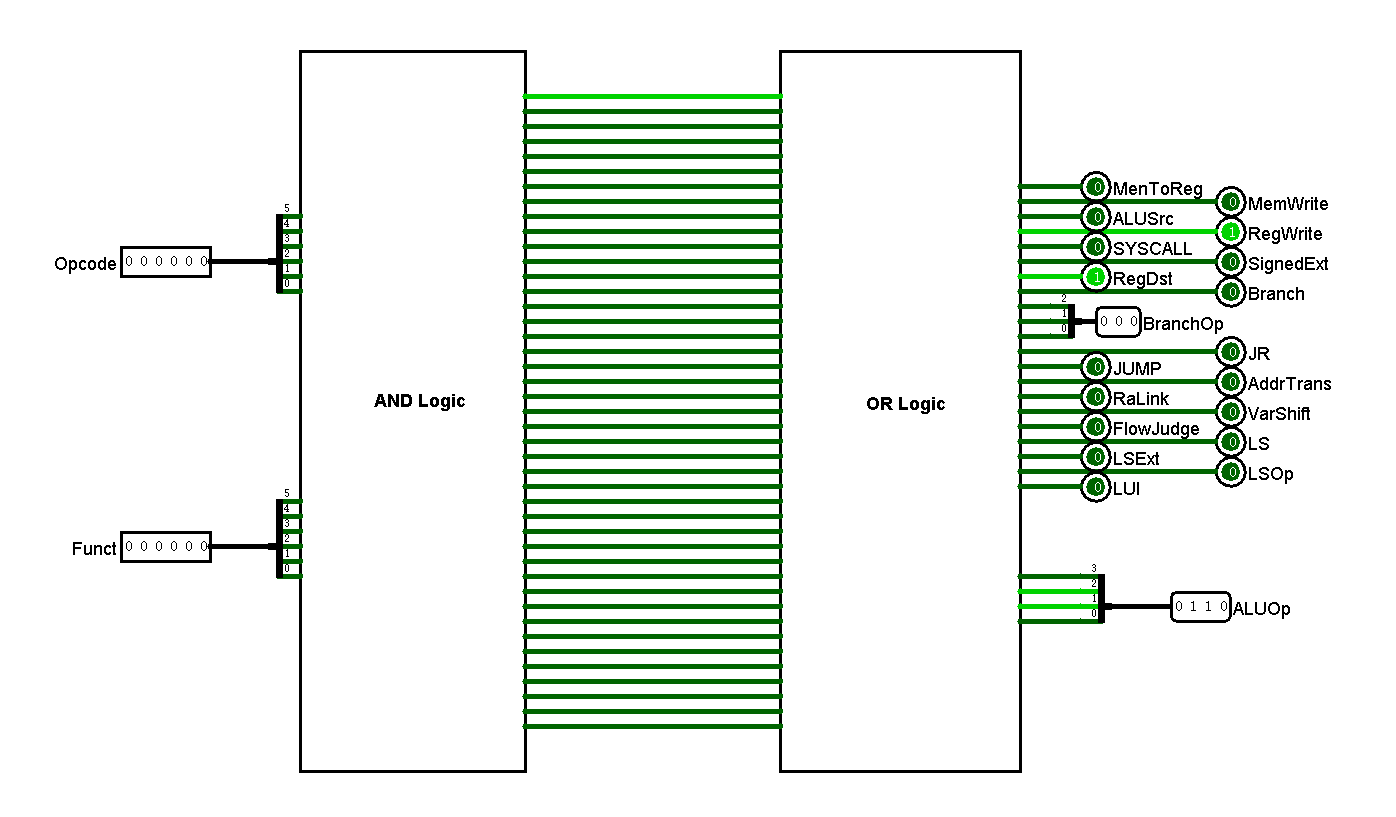 5
4
3
2
1
0
Opcode 0 0 0 0 0 0
5
4
3
2
1
0
Funct 0 0 0 0 0 0
AND Logic
OR Logic
0 MenToReg
0 MemWrite
0 ALUSrc
1 RegWrite
0 SYSCALL
0 SignedExt
1 RegDst
0 Branch
2
1
0
0 0 0 BranchOp
0 JR
0 JUMP
0 AddrTrans
0 RaLink
0 VarShift
0 FlowJudge
0 LS
0 LSExt
0 LSOp
0 LUI
3
2
1
0
0 1 1 0 ALUOp